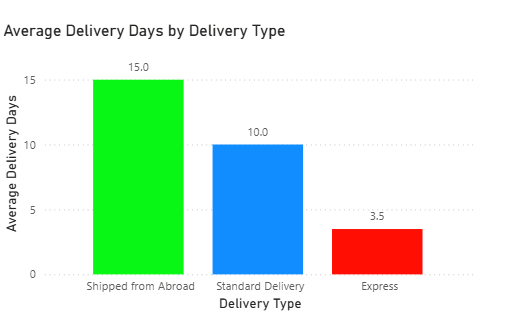 Average Delivery Days by Delivery Type
Average Delivery Days
15
10
5
0
15.0
10.0
3.5
Shipped from Abroad
Standard Delivery
Express
Delivery Type